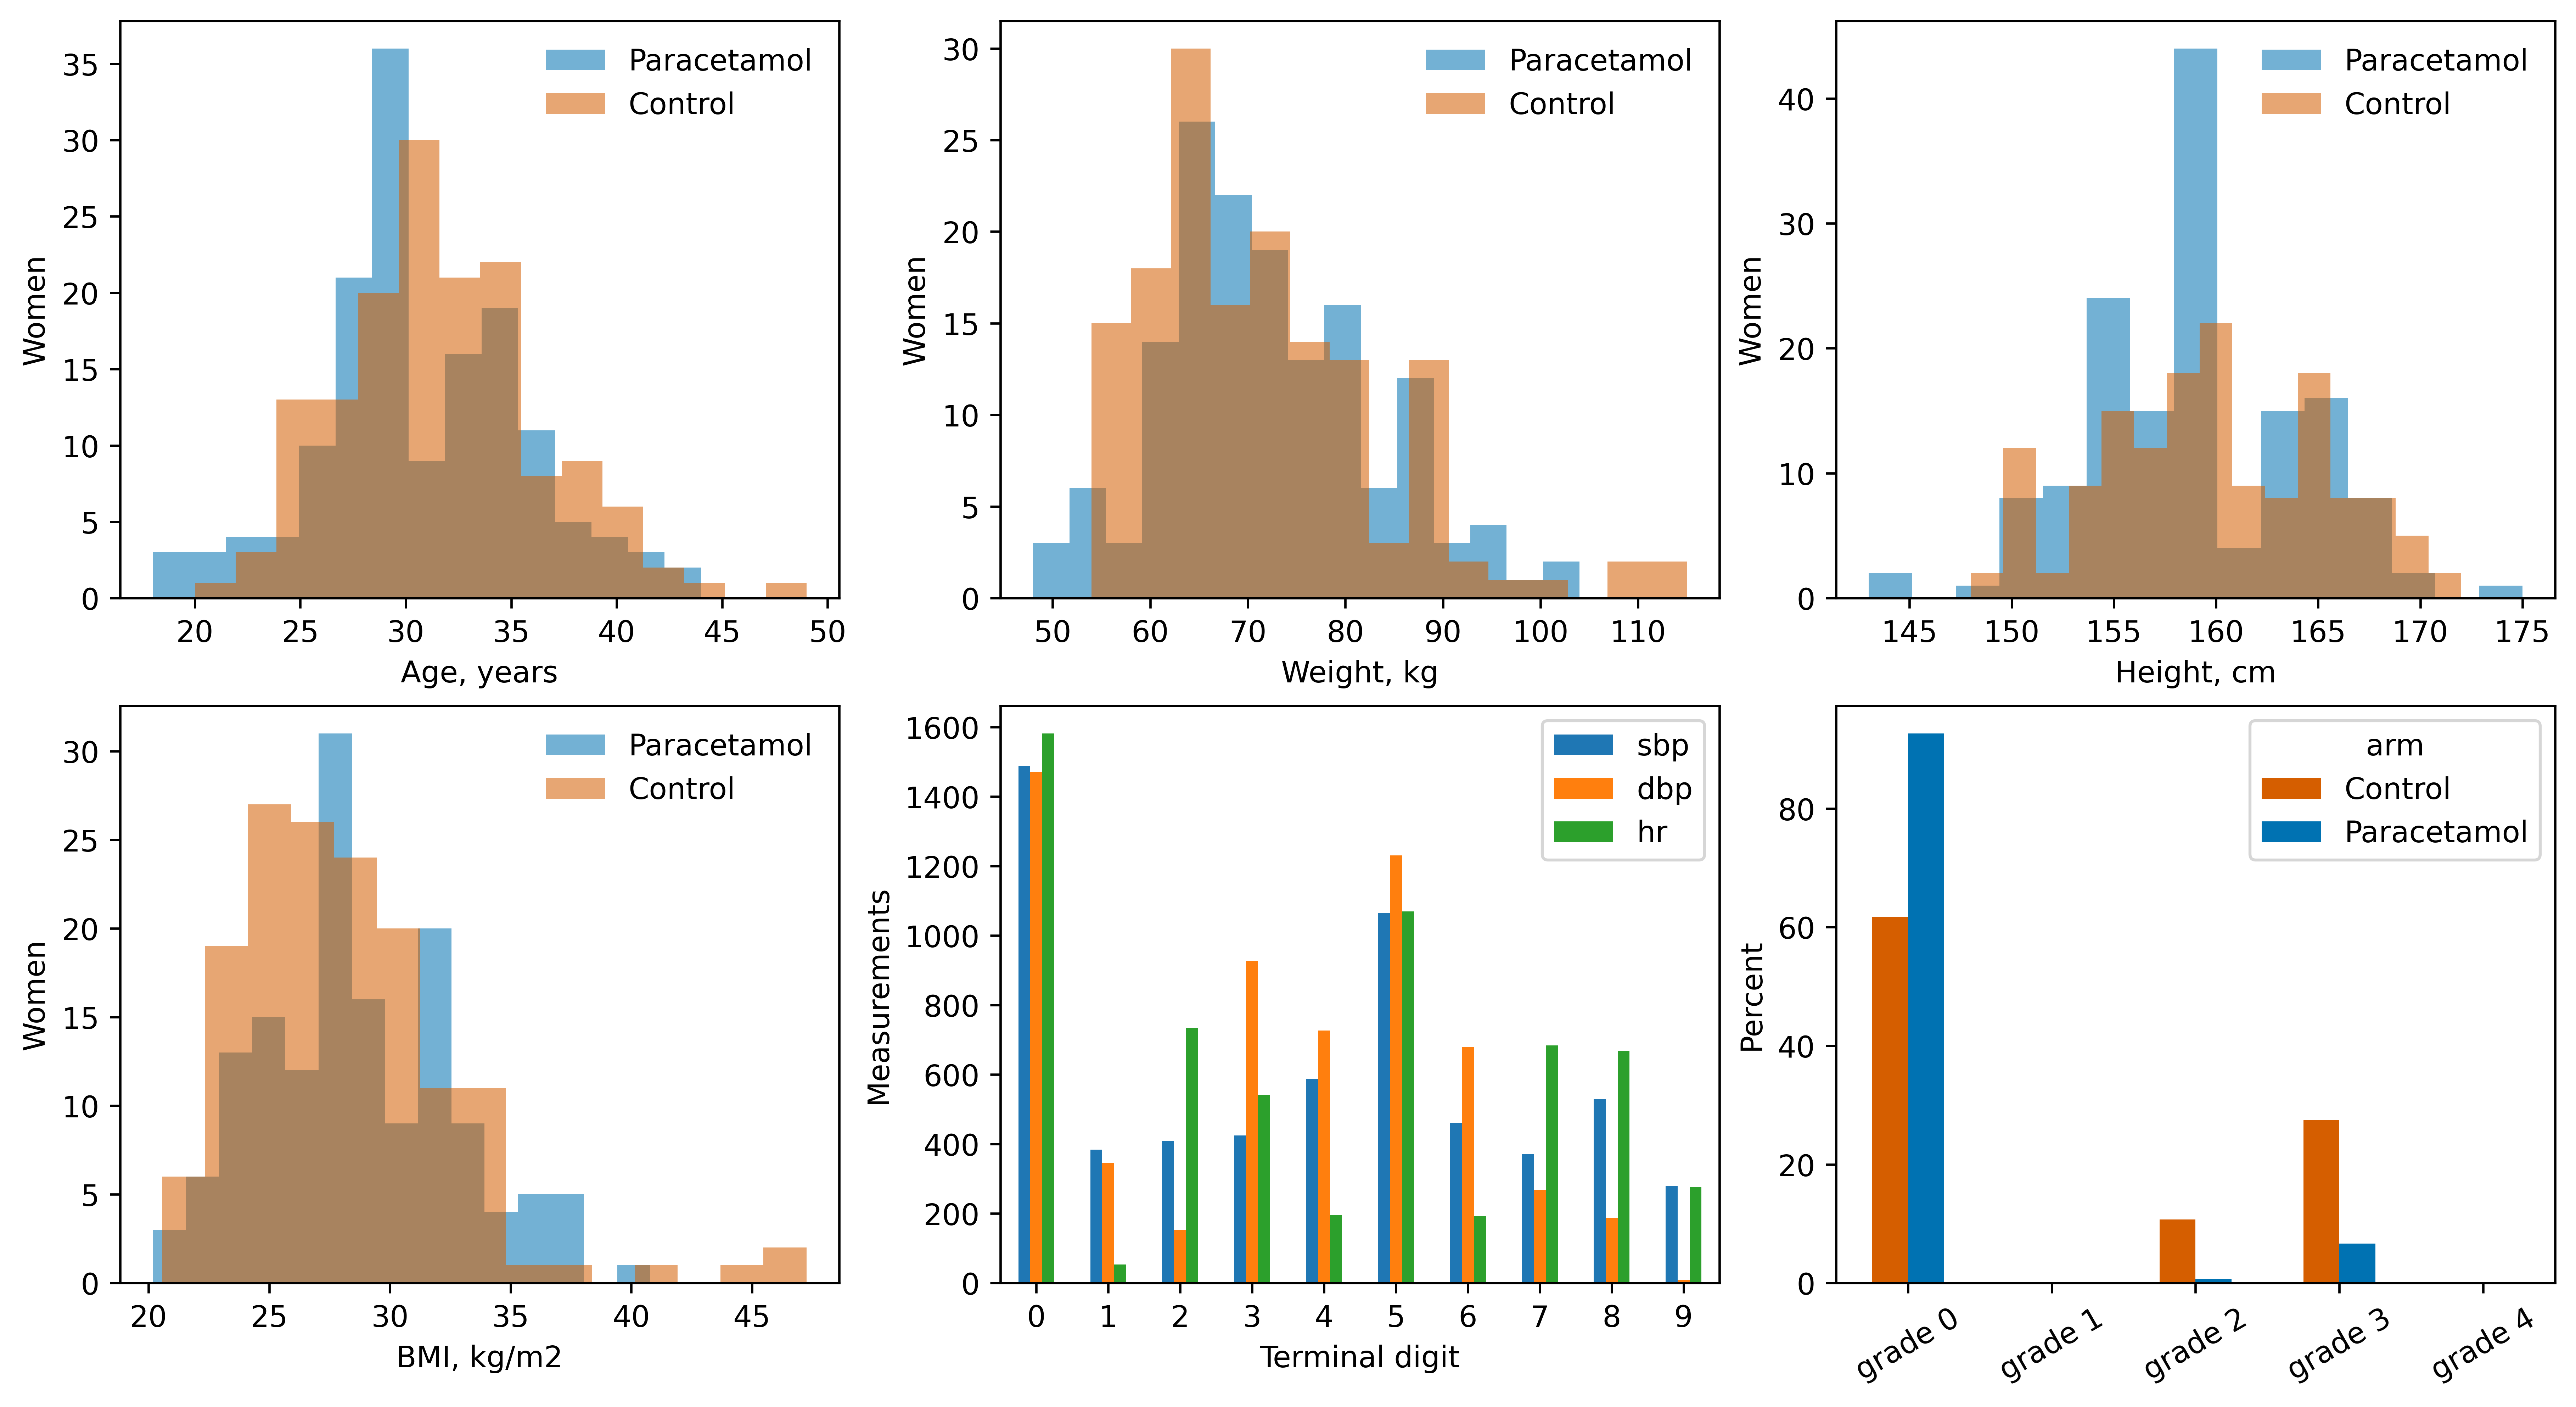 Paracetamol
Control
35
30
25
20
15
10
5
0
Women
20 25 30 35 40 45 50
Age, years
Paracetamol
Control
30
25
20
15
10
5
0
Women
50 60 70 80 90 100 110
Weight, kg
Paracetamol
Control
40
30
20
10
0
Women
145 150 155 160 165 170 175
Height, cm
Paracetamol
Control
30
25
20
15
10
5
0
Women
20 25 30 35 40 45
BMI, kg/m2
sbp
dbp
hr
1600
1400
1200
1000
800
600
400
200
0
Measurements
0 1 2 3 4 5 6 7 8 9
Terminal digit
arm
Control
Paracetamol
80
60
40
20
0
Percent
grade 0 grade 1 grade 2 grade 3 grade 4